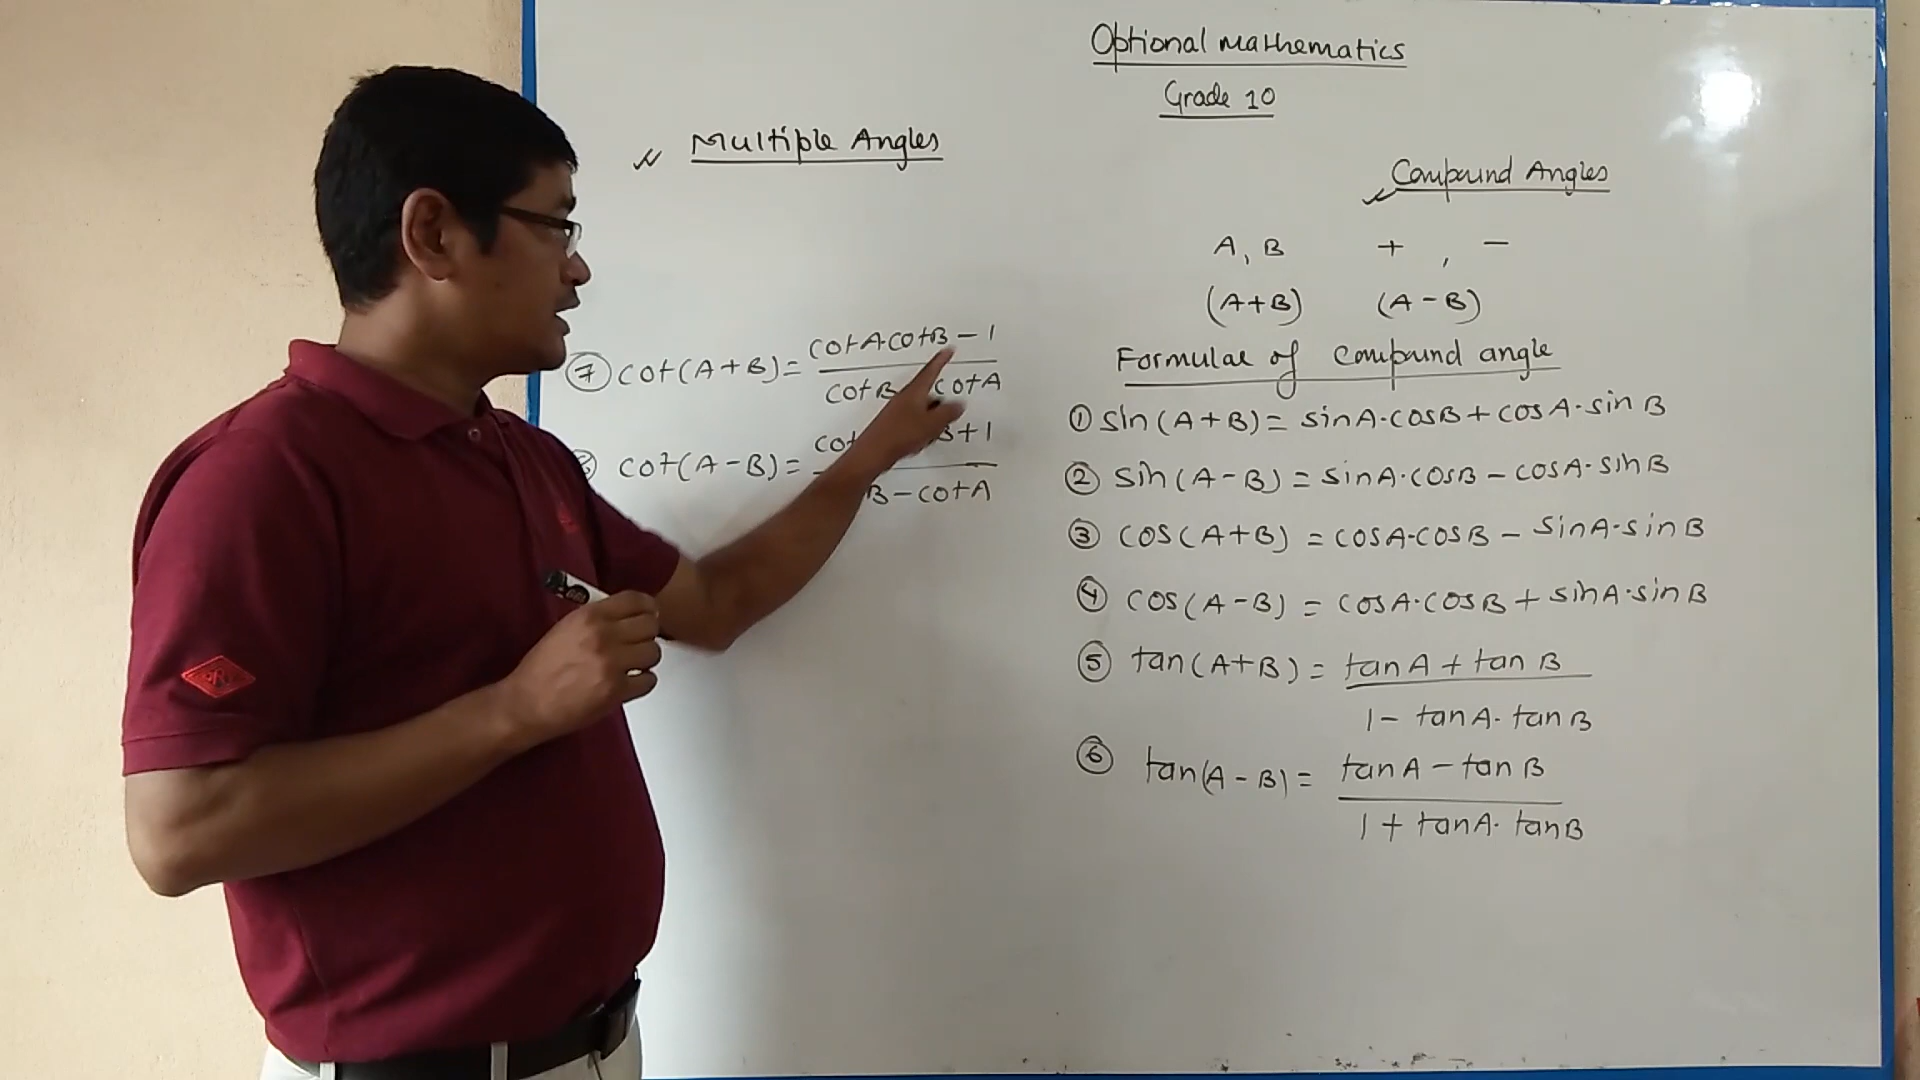 Optional mathematics
Grade 10
Multiple Angles
Compound Angles
A, B + , -
(A+B) (A-B)
Formulae of compound angle
① sin(A+B) = sinA·cosB + cosA·sinB
② sin(A-B) = sinA·cosB - cosA·sinB
③ cos(A+B) = cosA·cosB - sinA·sinB
④ cos(A-B) = cosA·cosB + sinA·sinB
⑤ tan(A+B) = tanA + tanB
1 - tanA·tanB
⑥ tan(A-B) = tanA - tanB
1 + tanA·tanB
⑦ cot(A+B) = cotA·cotB - 1
cotB cotA
cot(A-B) = cot B+1
B - cotA